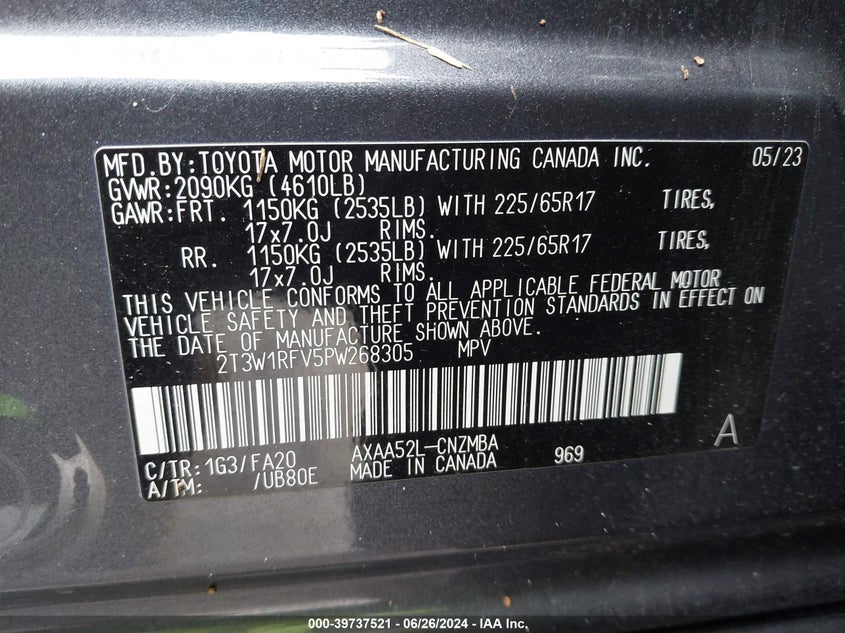 MFD.BY:TOYOTA MOTOR MANUFACTURING CANADA INC. 05/23
GVWR:2090KG (4610LB)
GAWR:FRT. 1150KG (2535LB) WITH 225/65R17 TIRES,
17x7.0J RIMS.
RR. 1150KG (2535LB) WITH 225/65R17 TIRES,
17x7.0J RIMS.
THIS VEHICLE CONFORMS TO ALL APPLICABLE FEDERAL MOTOR
VEHICLE SAFETY AND THEFT PREVENTION STANDARDS IN EFFECT ON
THE DATE OF MANUFACTURE SHOWN ABOVE.
2T3W1RFV5PW268305 MPV
C/TR:1G3/FA20 AXAA52L-CNZMBA 969 A
A/TM: /UB80E MADE IN CANADA
000-39737521 / 06/26/2024 - IAA Inc.